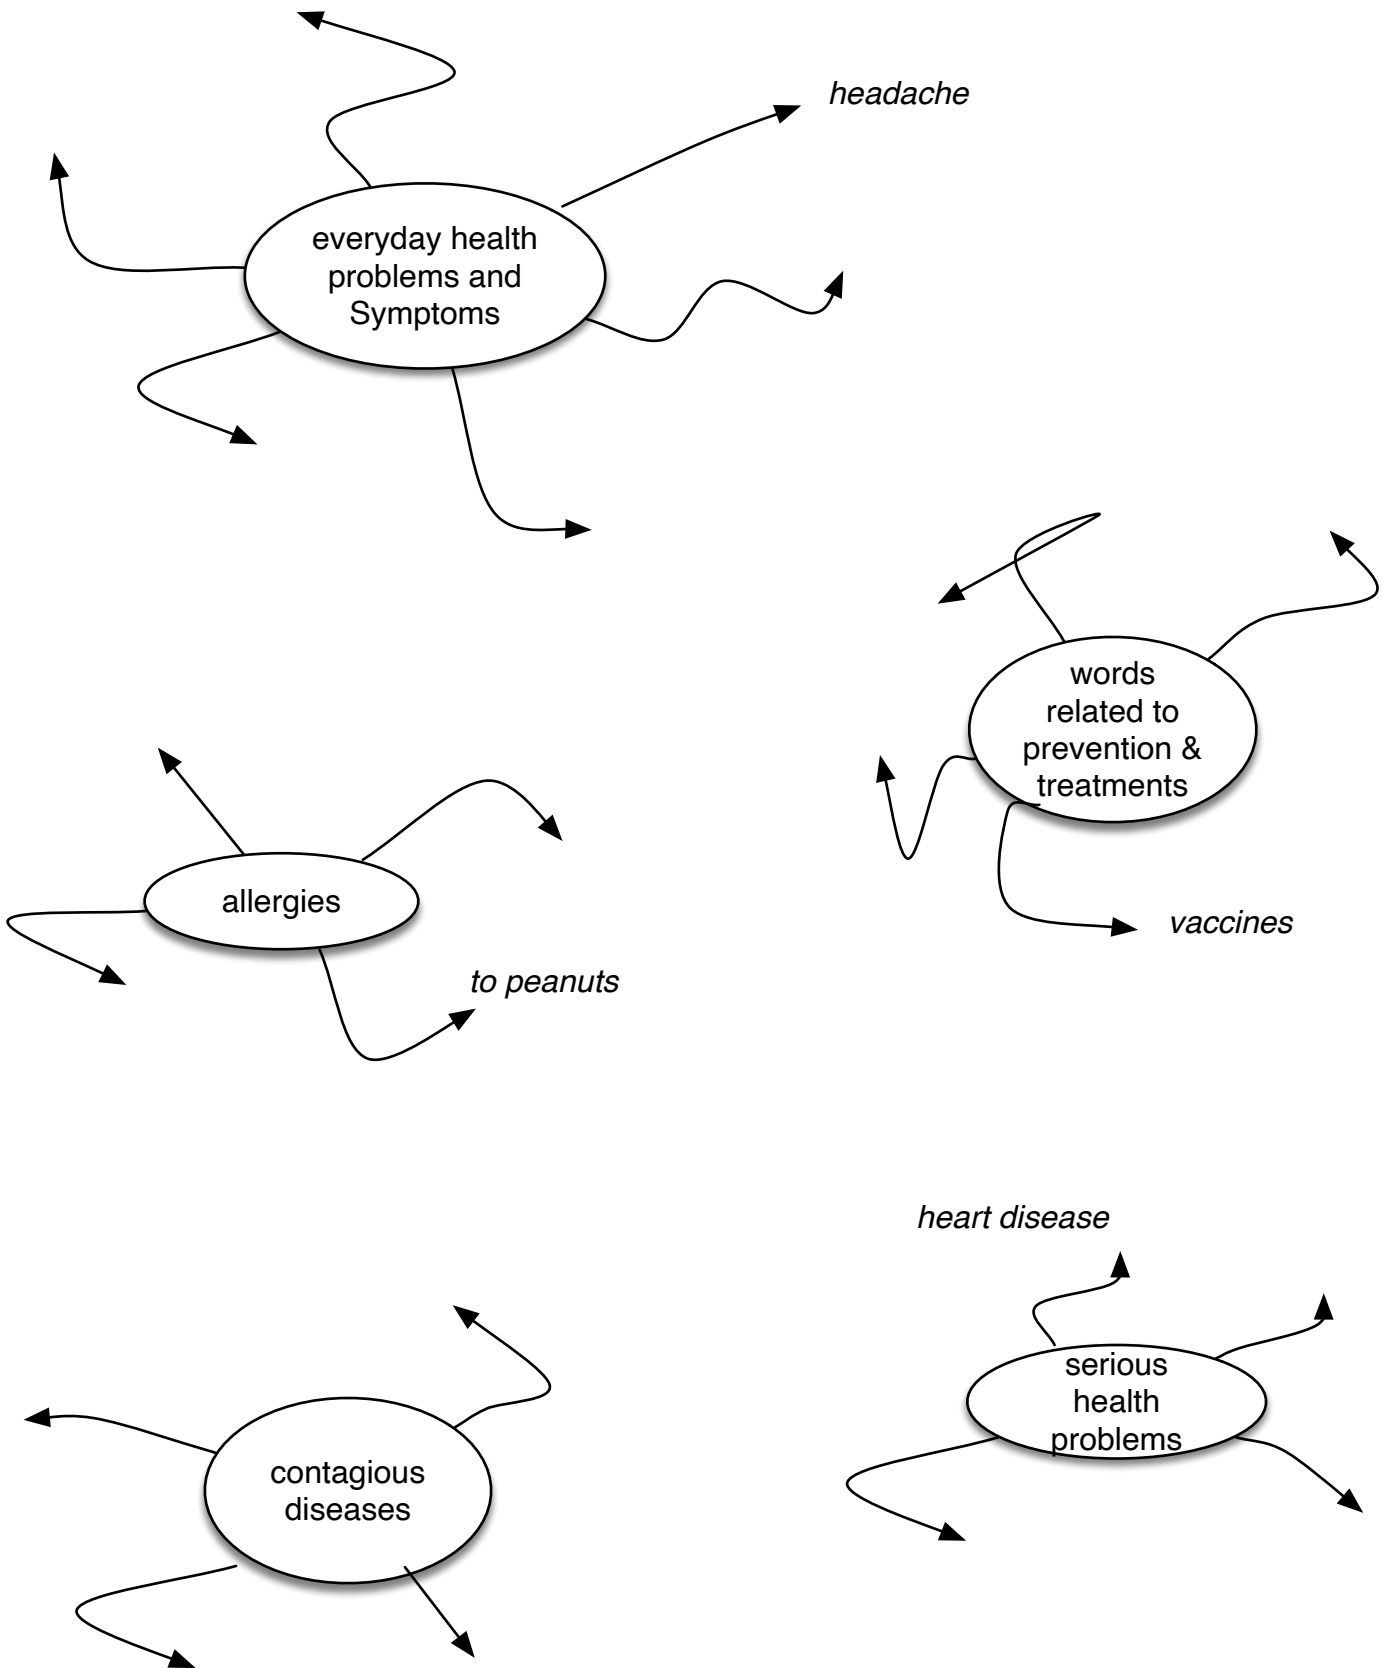 headache
everyday health
problems and
Symptoms
words
related to
prevention &
treatments
vaccines
allergies
to peanuts
heart disease
serious
health
problems
contagious
diseases